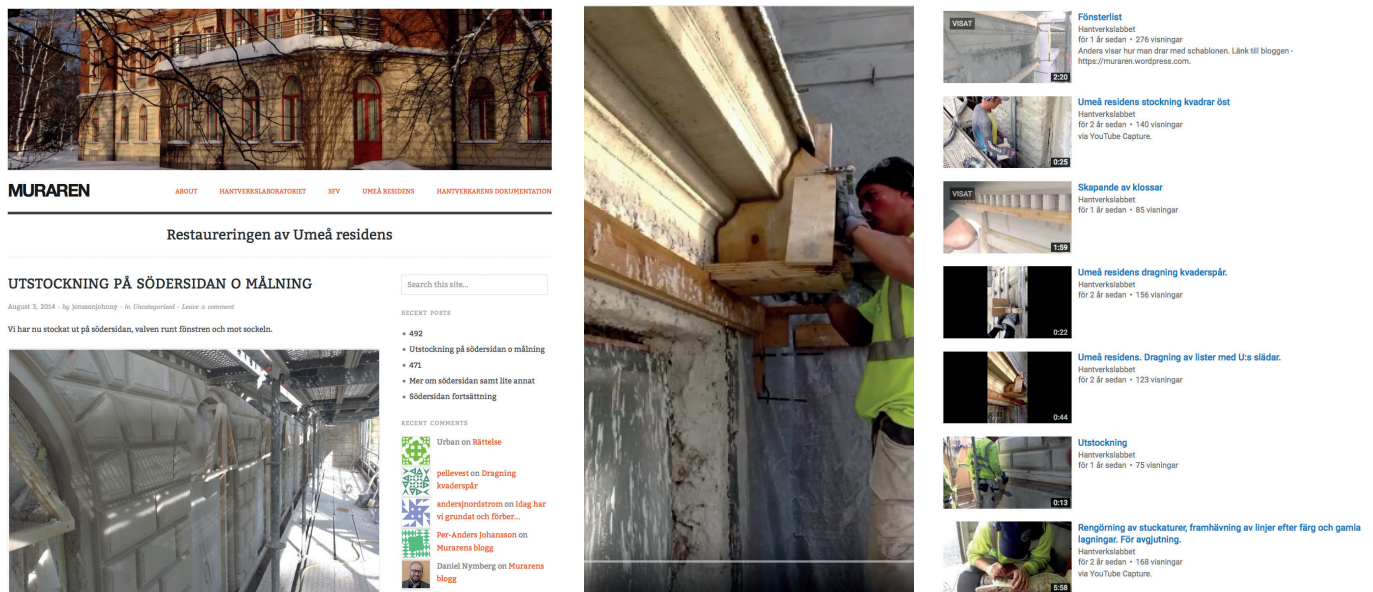 MURAREN
ABOUT
HANTVERKSLABORATORIET
SFV
UMEÅ RESIDENS
HANTVERKARENS DOKUMENTATION
Restaureringen av Umeå residens
UTSTOCKNING PÅ SÖDERSIDAN O MÅLNING
August 3, 2014 · by jonssonjohnny · in Uncategorised · Leave a comment
Vi har nu stockat ut på södersidan, valven runt fönstren och mot sockeln.
Search this site...
RECENT POSTS
492
Utstockning på södersidan o målning
471
Mer om södersidan samt lite annat
Södersidan fortsättning
RECENT COMMENTS
Urban on Rättelse
pellevest on Dragning
kvaderspår
andersjnordstrom on Idag har
vi grundat och förber...
Per-Anders Johansson on
Murarens blogg
Daniel Nymberg on Murarens
blogg
VISAT
2:20
Fönsterlist
Hantverkslabbet
för 1 år sedan • 276 visningar
Anders visar hur man drar med schablonen. Länk till bloggen -
https://muraren.wordpress.com.
0:25
Umeå residens stockning kvadrar öst
Hantverkslabbet
för 2 år sedan • 140 visningar
via YouTube Capture.
VISAT
1:59
Skapande av klossar
Hantverkslabbet
för 1 år sedan • 85 visningar
0:22
Umeå residens dragning kvaderspår.
Hantverkslabbet
för 2 år sedan • 156 visningar
0:44
Umeå residens. Dragning av lister med U:s slädar.
Hantverkslabbet
för 2 år sedan • 123 visningar
0:13
Utstockning
Hantverkslabbet
för 1 år sedan • 75 visningar
5:58
Rengörning av stuckaturer, framhävning av linjer efter färg och gamla
lagningar. För avgjutning.
Hantverkslabbet
för 2 år sedan • 168 visningar
via YouTube Capture.